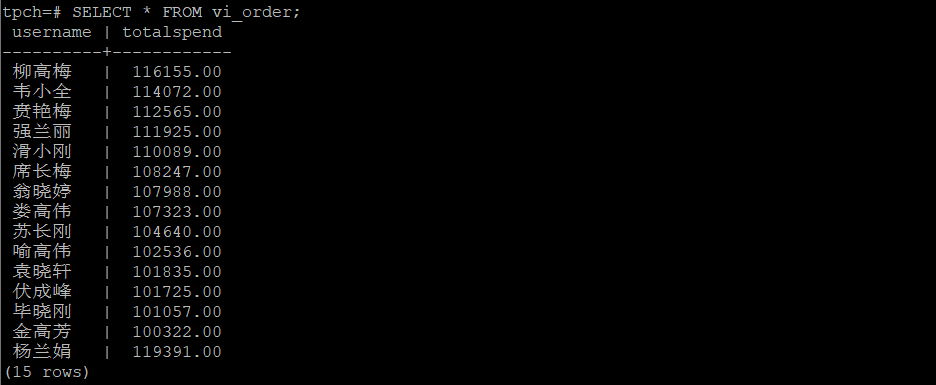 tpch=# SELECT * FROM vi_order;
 username | totalspend
----------+------------
 柳高梅   |  116155.00
 韦小全   |  114072.00
 贲艳梅   |  112565.00
 强兰丽   |  111925.00
 滑小刚   |  110089.00
 席长梅   |  108247.00
 翁晓婷   |  107988.00
 娄高伟   |  107323.00
 苏长刚   |  104640.00
 喻高伟   |  102536.00
 袁晓轩   |  101835.00
 伏成峰   |  101725.00
 毕晓刚   |  101057.00
 金高芳   |  100322.00
 杨兰娟   |  119391.00
(15 rows)